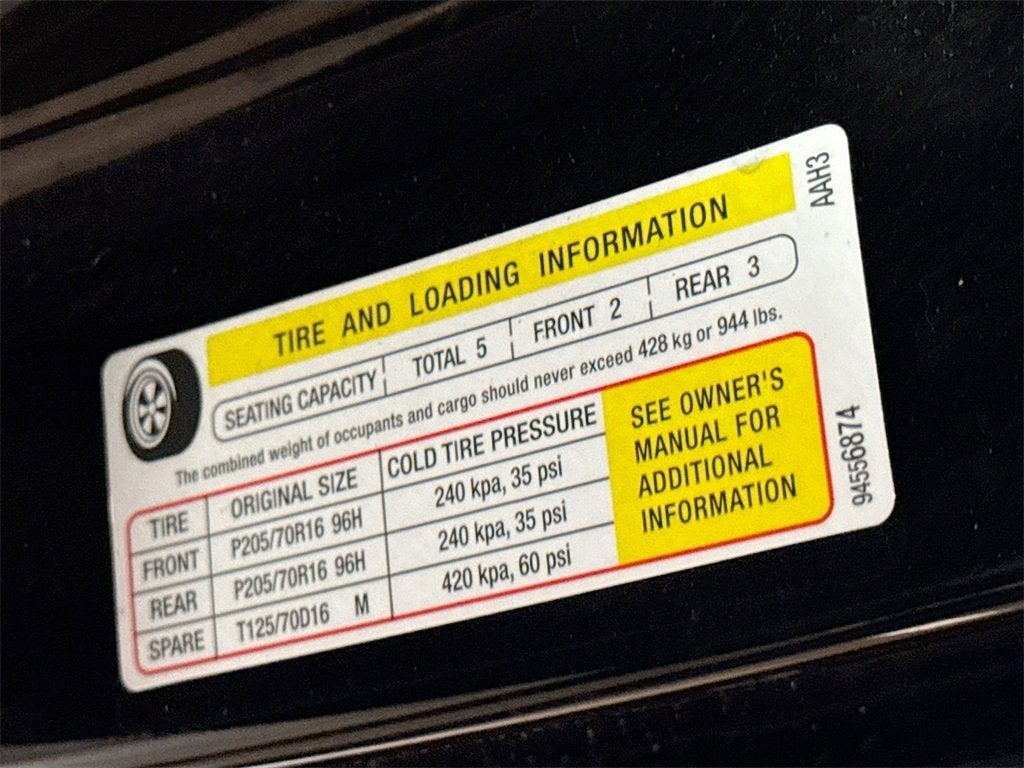 TIRE AND LOADING INFORMATION
AAH3
SEATING CAPACITY TOTAL 5 FRONT 2 REAR 3
The combined weight of occupants and cargo should never exceed 428 kg or 944 lbs.
TIRE ORIGINAL SIZE COLD TIRE PRESSURE
FRONT P205/70R16 96H 240 kpa, 35 psi
REAR P205/70R16 96H 240 kpa, 35 psi
SPARE T125/70D16 M 420 kpa, 60 psi
SEE OWNER'S
MANUAL FOR
ADDITIONAL
INFORMATION
94556874